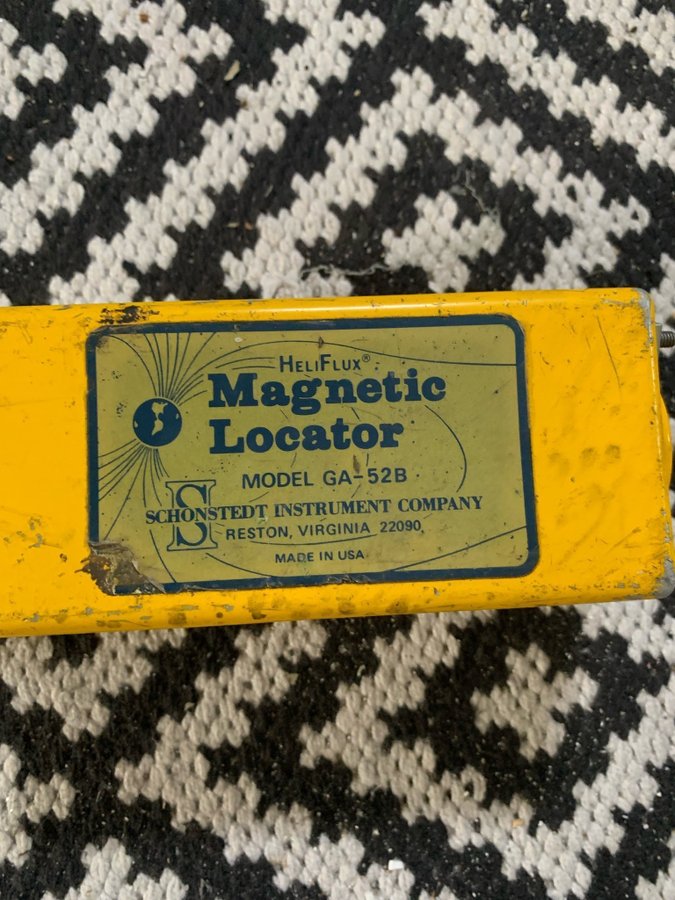 HELIFLUX®
Magnetic
Locator
MODEL GA-52B
S
SCHONSTEDT INSTRUMENT COMPANY
RESTON, VIRGINIA 22090
MADE IN USA